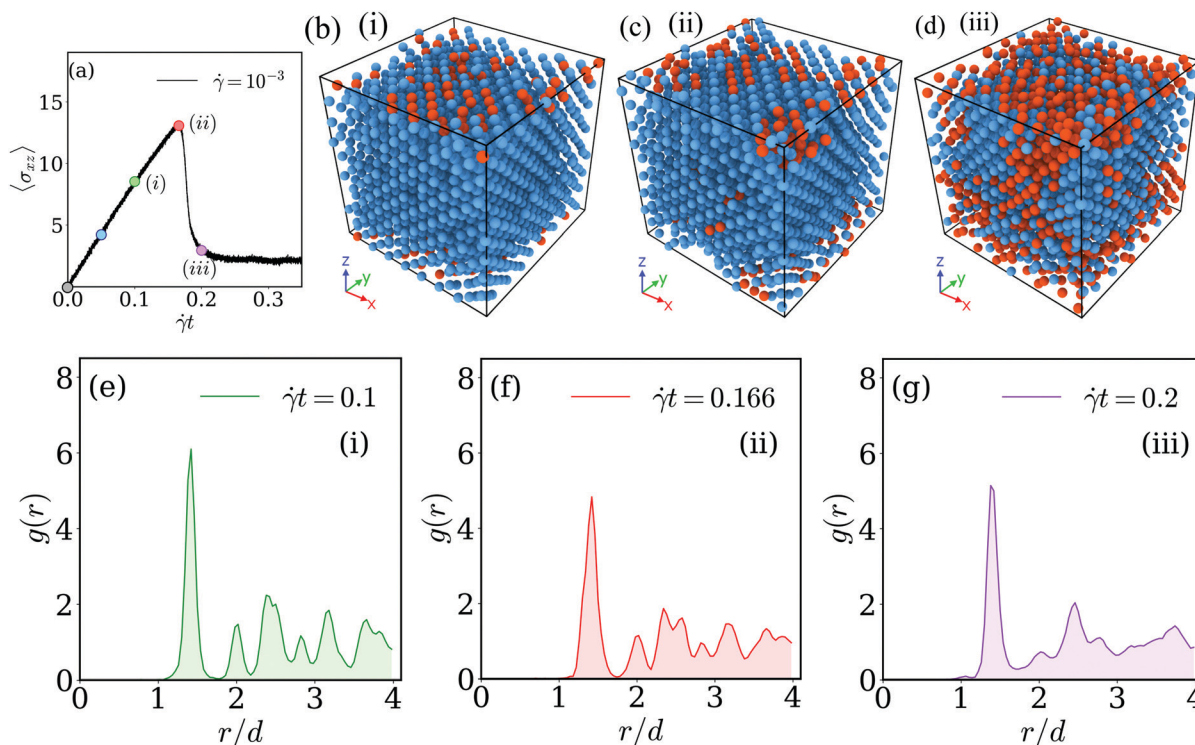 (a)
γ̇ = 10⁻³
15
10
5
0
0.0 0.1 0.2 0.3
⟨σxz⟩
γ̇t
(i)
(ii)
(iii)
(b) (i)
z
y
x
(c) (ii)
z
y
x
(d) (iii)
z
y
x
(e)
γ̇t = 0.1
(i)
8
6
4
2
0
0 1 2 3 4
g(r)
r/d
(f)
γ̇t = 0.166
(ii)
8
6
4
2
0
0 1 2 3 4
g(r)
r/d
(g)
γ̇t = 0.2
(iii)
8
6
4
2
0
0 1 2 3 4
g(r)
r/d